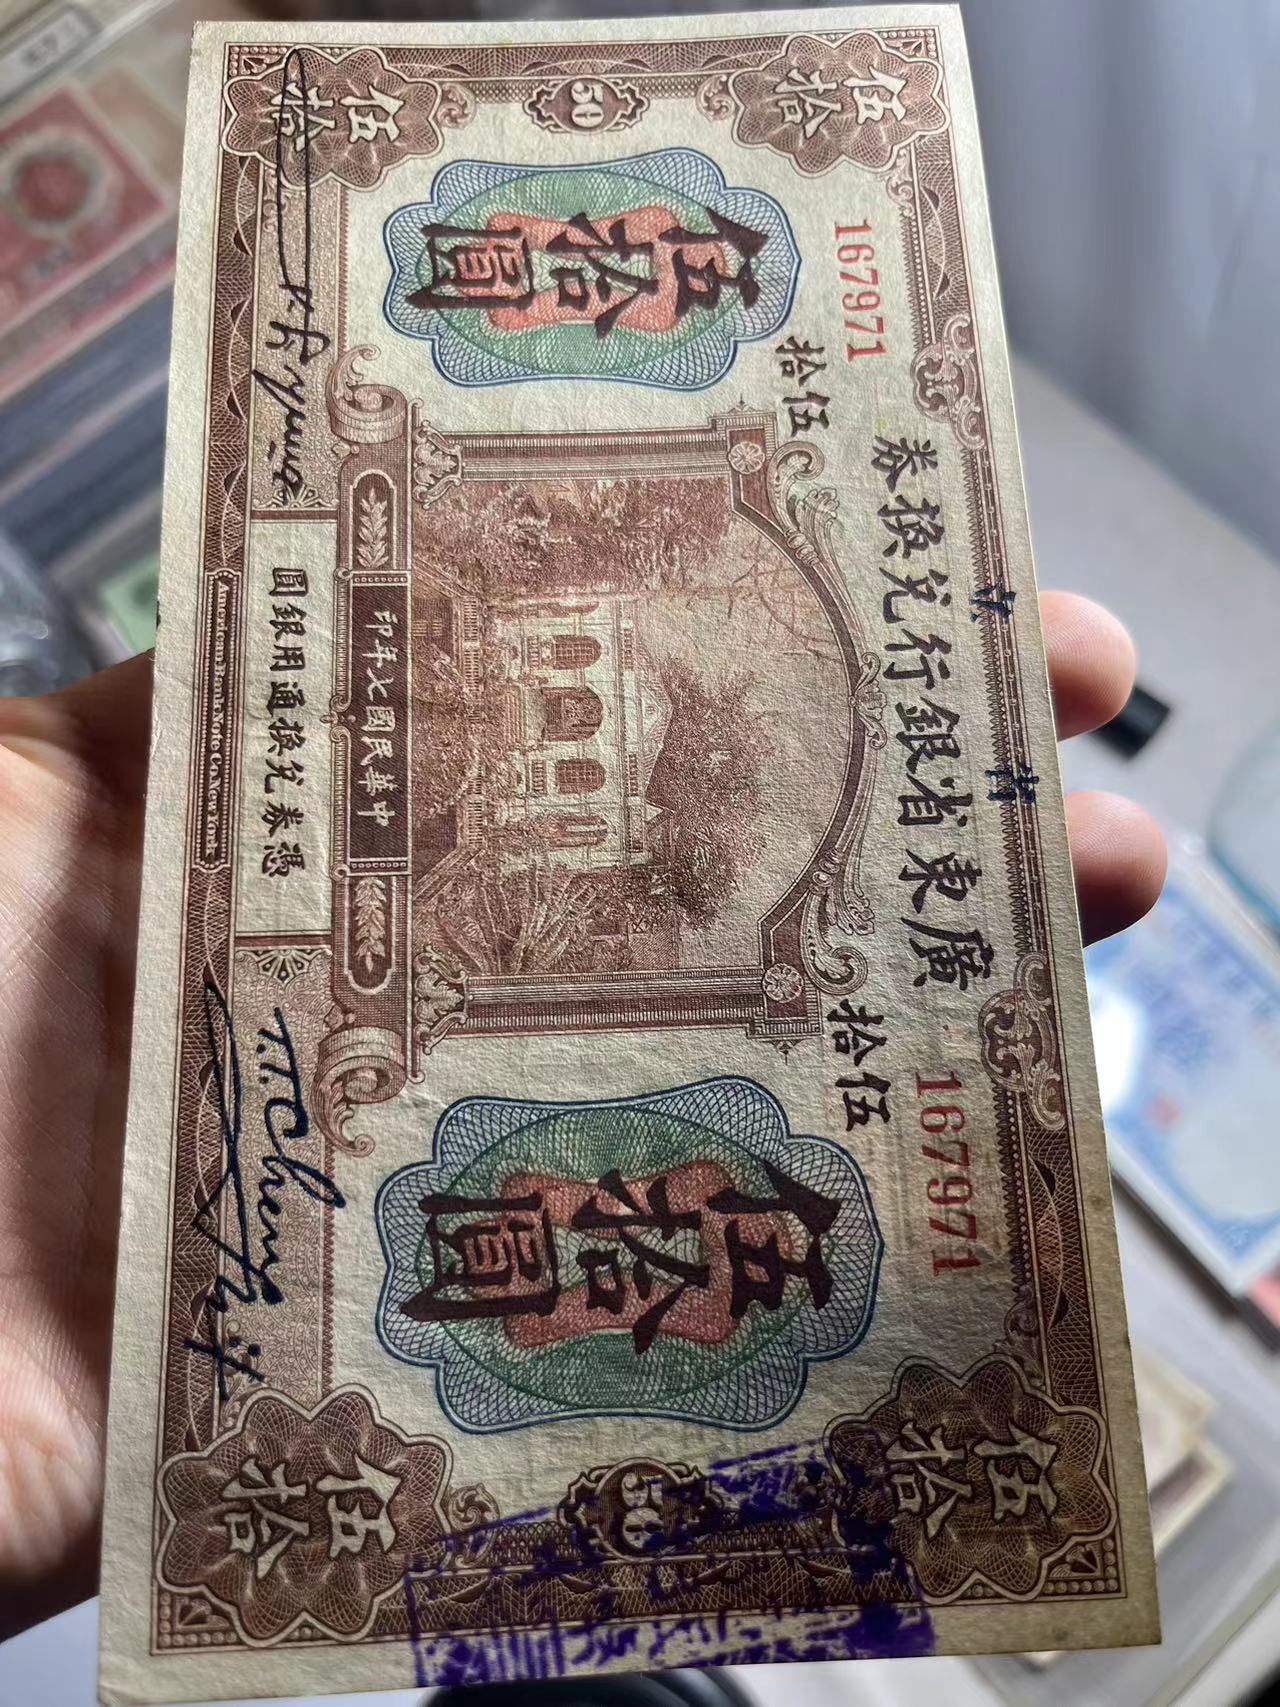 伍拾
50
伍拾
廣東省銀行兌換券
167971
167971
伍拾
伍拾
伍拾圓
伍拾圓
中華民國七年印
憑券兌換通用銀圓
T.T. Cheng
伍拾
50
伍拾
American Bank Note Co. New York.